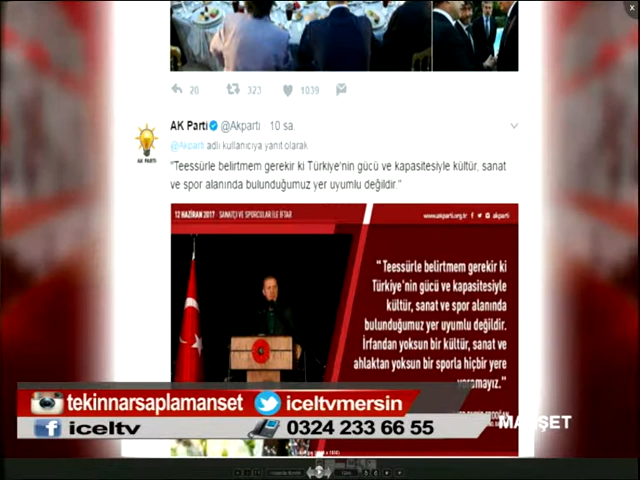 20 323 1039
AK Parti @Akparti 10 sa.
@Akparti adlı kullanıcıya yanıt olarak
"Teessürle belirtmem gerekir ki Türkiye'nin gücü ve kapasitesiyle kültür, sanat
ve spor alanında bulunduğumuz yer uyumlu değildir."
AK PARTİ
12 HAZİRAN 2017 - SANATÇI VE SPORCULAR İLE İFTAR
www.akparti.org.tr akparti
"Teessürle belirtmem gerekir ki
Türkiye'nin gücü ve kapasitesiyle
kültür, sanat ve spor alanında
bulunduğumuz yer uyumlu değildir.
İrfandan yoksun bir kültür, sanat ve
ahlaktan yoksun bir sporla hiçbir yere
varamayız."
tekinnarsaplamanset iceltvmersin
iceltv 0324 233 66 55
MANŞET